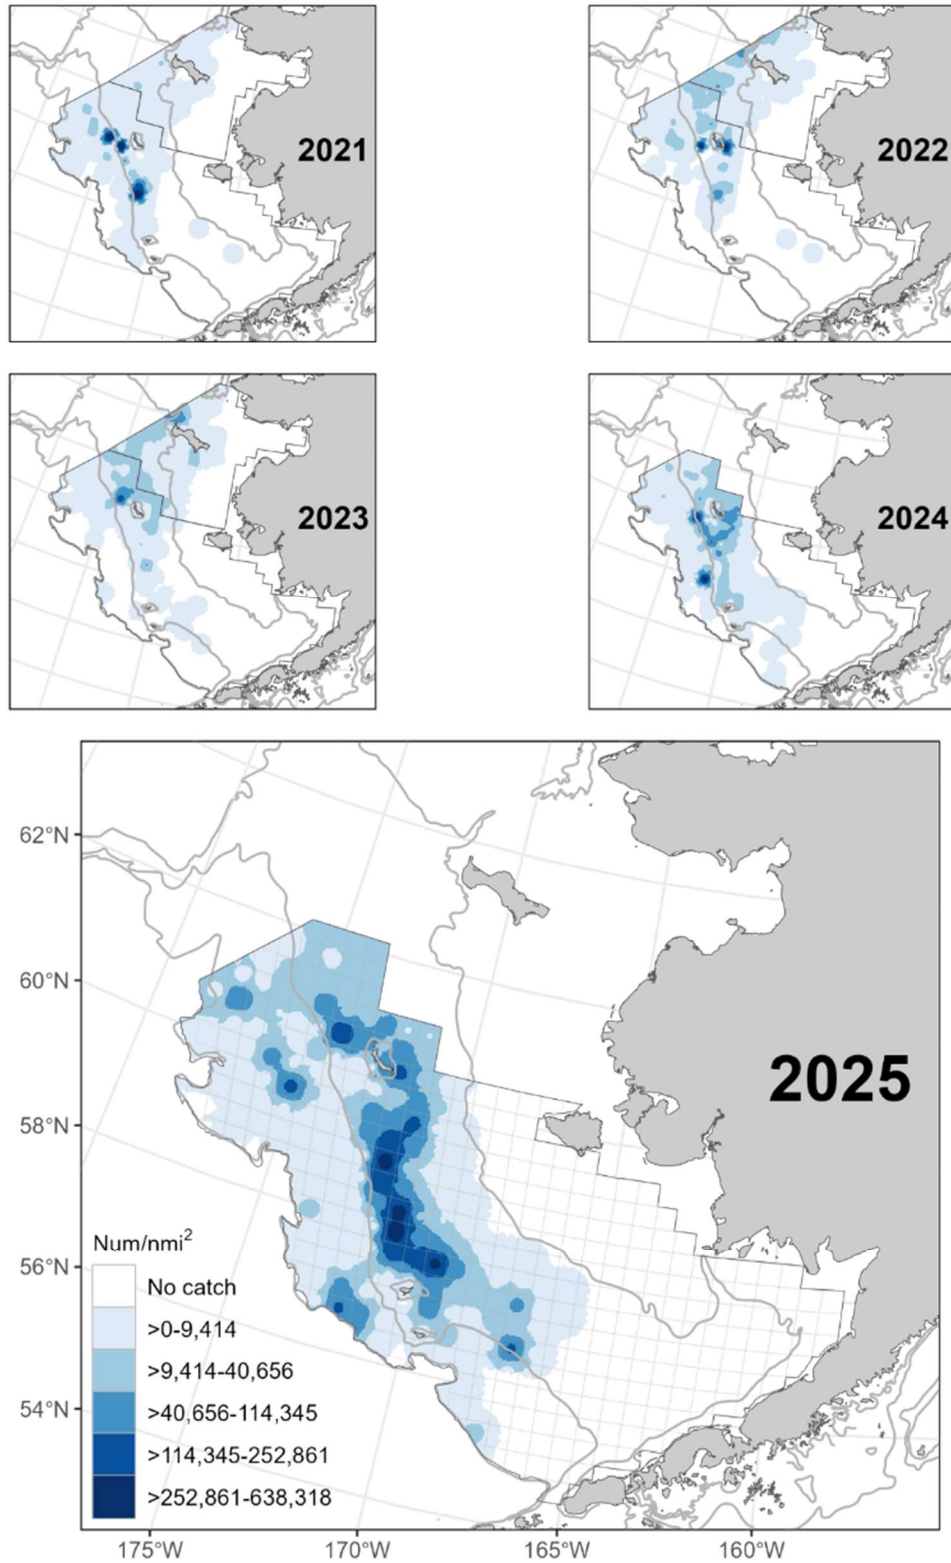 2021
2022
2023
2024
2025
62°N
60°N
58°N
56°N
54°N
Num/nmi²
No catch
>0-9,414
>9,414-40,656
>40,656-114,345
>114,345-252,861
>252,861-638,318
175°W
170°W
165°W
160°W